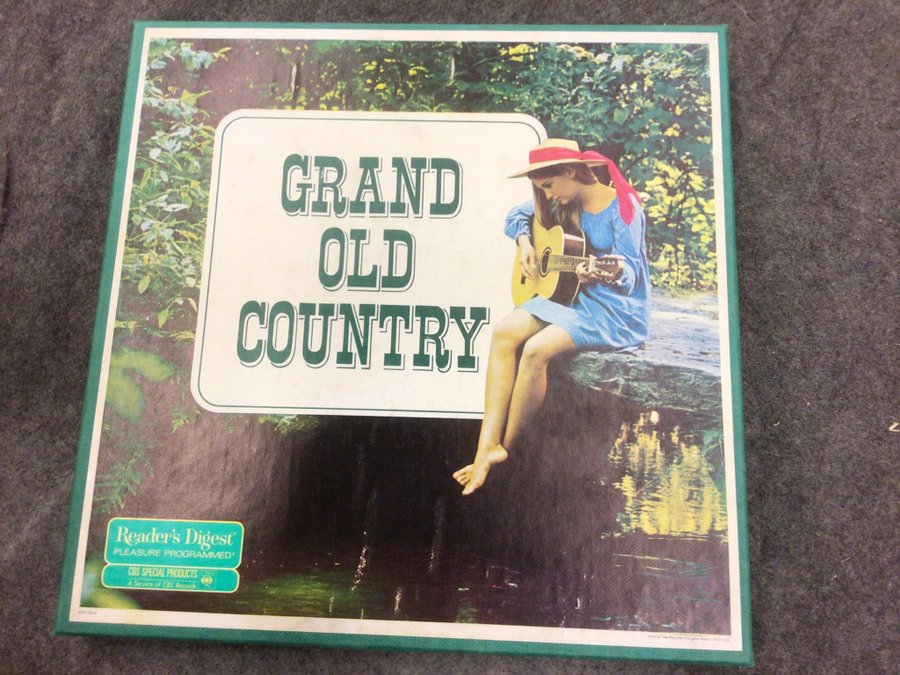 GRAND
OLD
COUNTRY
Reader's Digest
PLEASURE PROGRAMMED®
CBS SPECIAL PRODUCTS
A Service of CBS Records